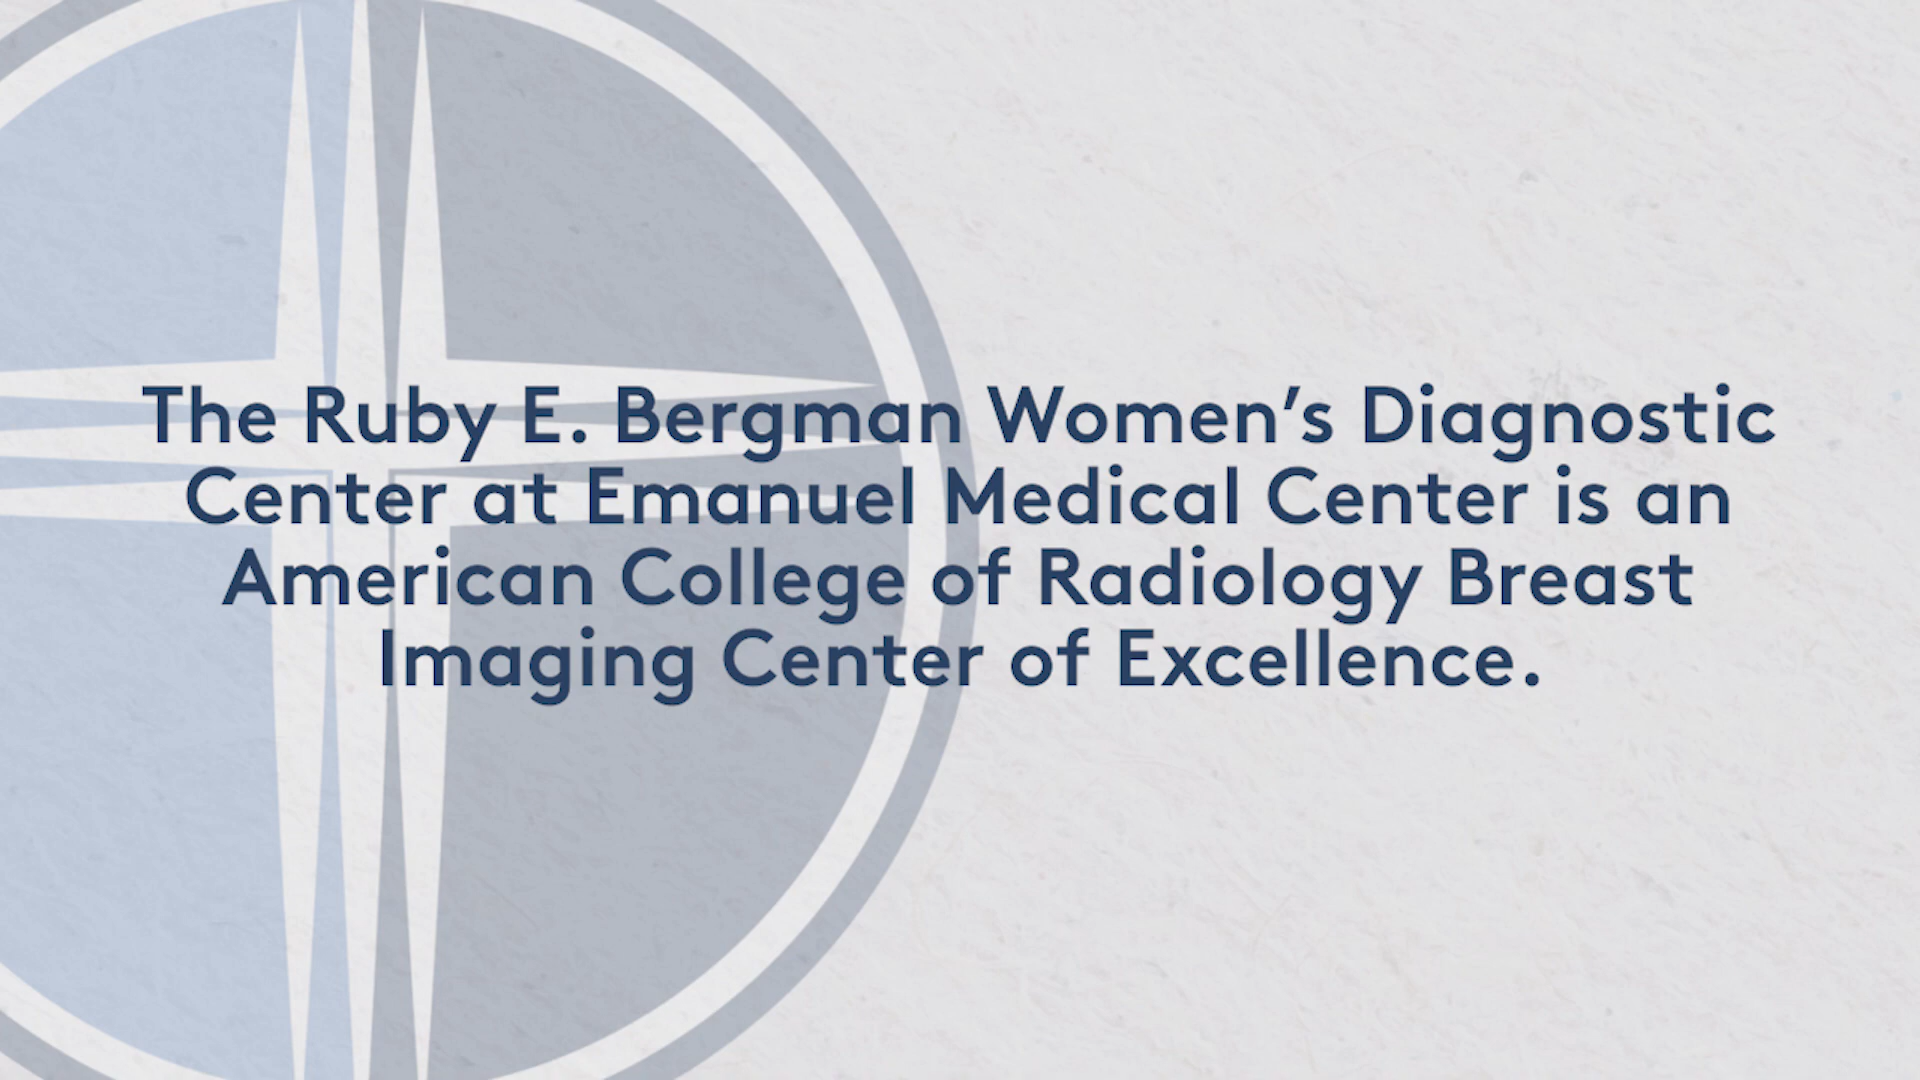 The Ruby E. Bergman Women’s Diagnostic
Center at Emanuel Medical Center is an
American College of Radiology Breast
Imaging Center of Excellence.